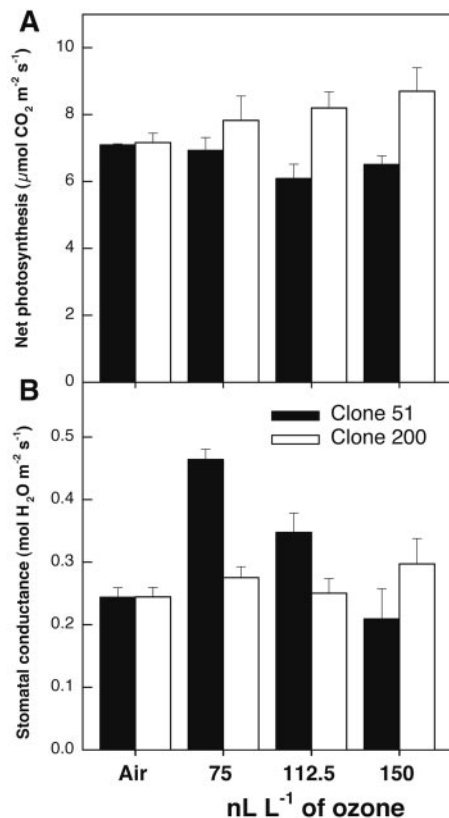 A
Net photosynthesis (μmol CO₂ m⁻² s⁻¹)
10
8
6
4
2
0
B
Clone 51
Clone 200
Stomatal conductance (mol H₂O m⁻² s⁻¹)
0.5
0.4
0.3
0.2
0.1
0.0
Air 75 112.5 150
nL L⁻¹ of ozone